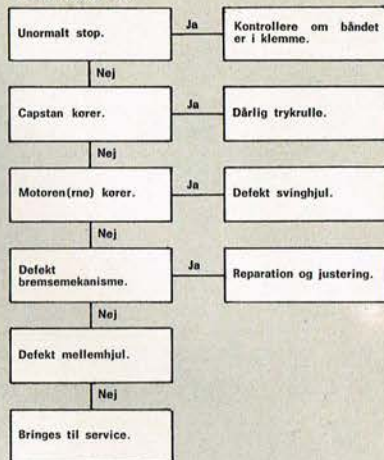 Unormalt stop.
Ja
Kontrollere om båndet
er i klemme.
Nej
Capstan kører.
Ja
Dårlig trykrulle.
Nej
Motoren(rne) kører.
Ja
Defekt svinghjul.
Nej
Defekt
bremsemekanisme.
Ja
Reparation og justering.
Nej
Defekt mellemhjul.
Nej
Bringes til service.